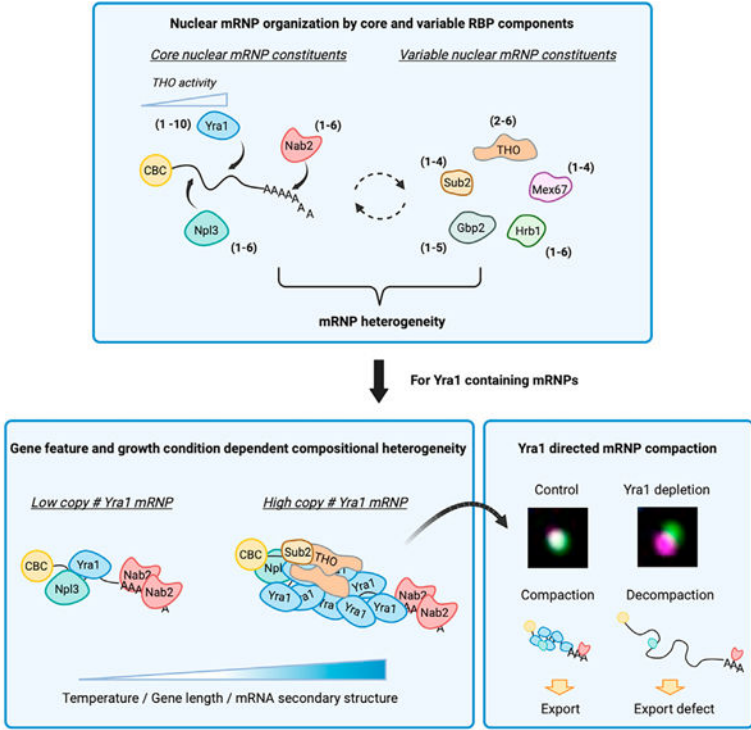 Nuclear mRNP organization by core and variable RBP components
Core nuclear mRNP constituents
Variable nuclear mRNP constituents
THO activity
(1 -10)
Yra1
(1-6)
Nab2
CBC
AAAAA
A
A
Npl3
(1-6)
(2-6)
THO
(1-4)
Sub2
(1-4)
Mex67
Gbp2
(1-5)
Hrb1
(1-6)
mRNP heterogeneity
For Yra1 containing mRNPs
Gene feature and growth condition dependent compositional heterogeneity
Low copy # Yra1 mRNP
High copy # Yra1 mRNP
CBC
Yra1
Npl3
Nab2
AAA
Nab2
A
CBC
Sub2
THO
Npl
Yra1
Yra1
Yra1
Yra1
Nab2
AA
Nab2
A
Temperature / Gene length / mRNA secondary structure
Yra1 directed mRNP compaction
Control
Yra1 depletion
Compaction
Decompaction
AAA
AAA
Export
Export defect